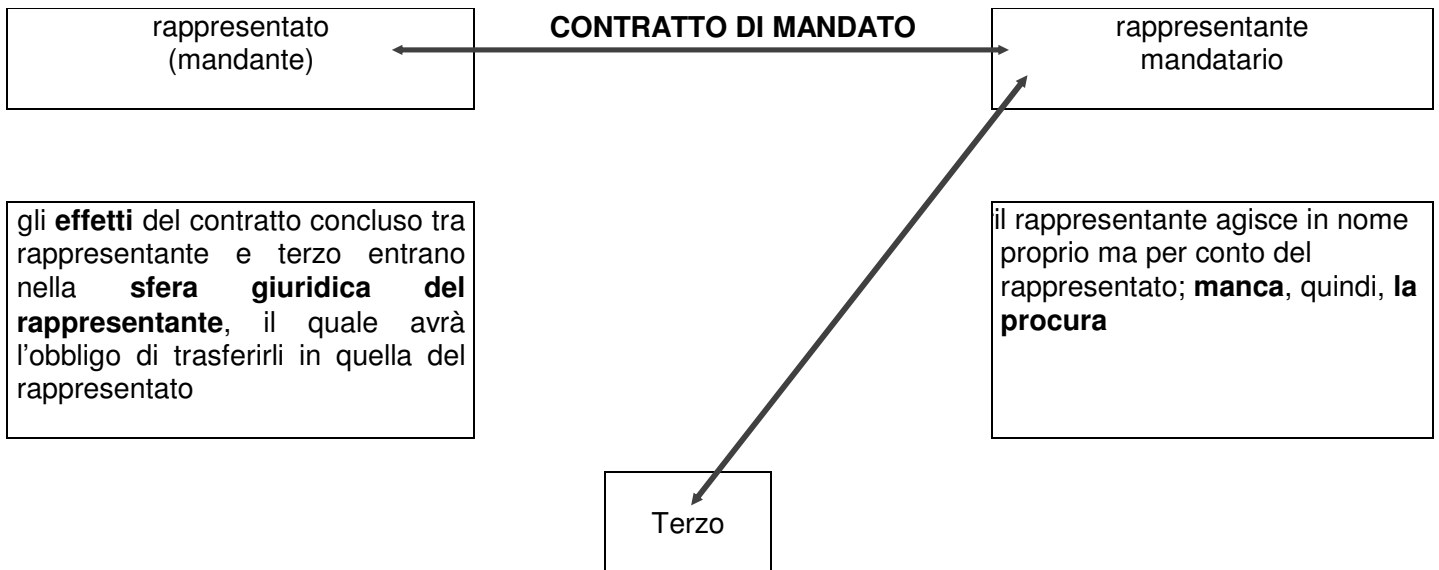 rappresentato
(mandante)
CONTRATTO DI MANDATO
rappresentante
mandatario
gli effetti del contratto concluso tra
rappresentante e terzo entrano
nella sfera giuridica del
rappresentante, il quale avrà
l'obbligo di trasferirli in quella del
rappresentato
il rappresentante agisce in nome
proprio ma per conto del
rappresentato; manca, quindi, la
procura
Terzo